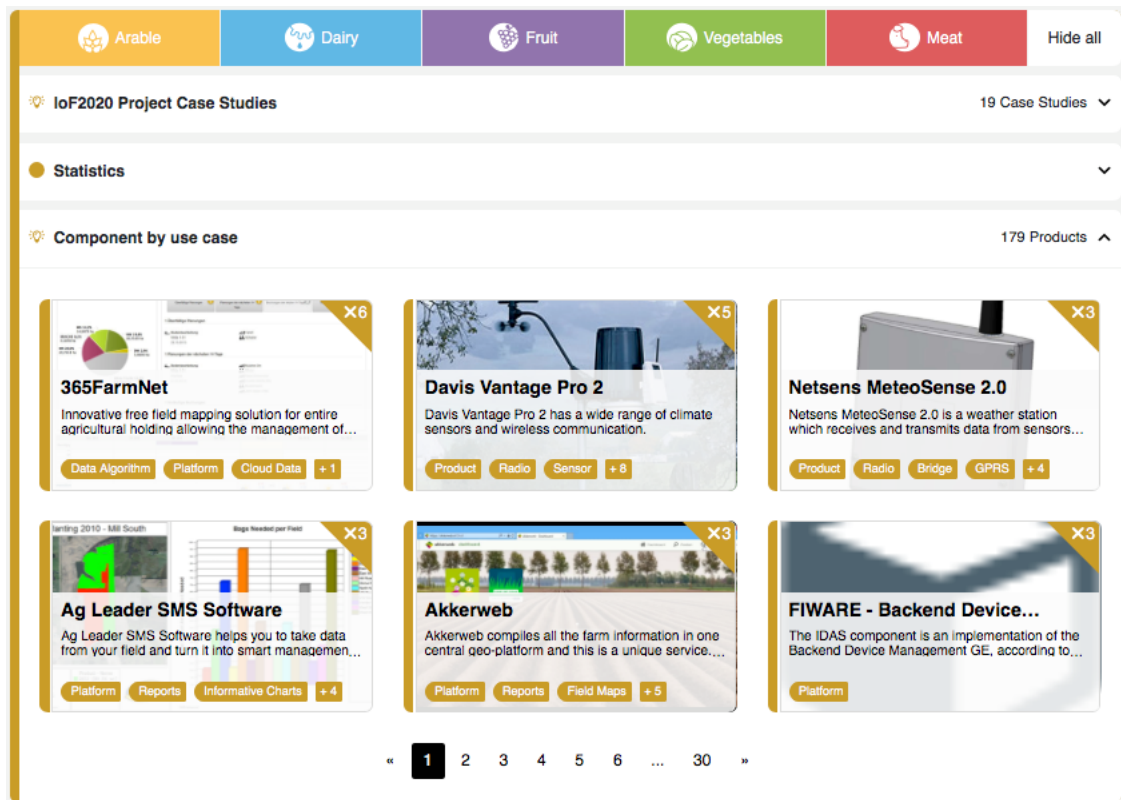 Arable
Dairy
Fruit
Vegetables
Meat
Hide all
IoF2020 Project Case Studies
19 Case Studies
Statistics
Component by use case
179 Products
×6
365FarmNet
Innovative free field mapping solution for entire
agricultural holding allowing the management of...
Data Algorithm
Platform
Cloud Data
+ 1
×5
Davis Vantage Pro 2
Davis Vantage Pro 2 has a wide range of climate
sensors and wireless communication.
Product
Radio
Sensor
+ 8
×3
Netsens MeteoSense 2.0
Netsens MeteoSense 2.0 is a weather station
which receives and transmits data from sensors...
Product
Radio
Bridge
GPRS
+ 4
lanting 2010 - Mill South
Bags Needed per Field
×3
Ag Leader SMS Software
Ag Leader SMS Software helps you to take data
from your field and turn it into smart managemen...
Platform
Reports
Informative Charts
+ 4
×3
Akkerweb
Akkerweb compiles all the farm information in one
central geo-platform and this is a unique service....
Platform
Reports
Field Maps
+ 5
×3
FIWARE - Backend Device...
The IDAS component is an implementation of the
Backend Device Management GE, according to...
Platform
« 1 2 3 4 5 6 ... 30 »